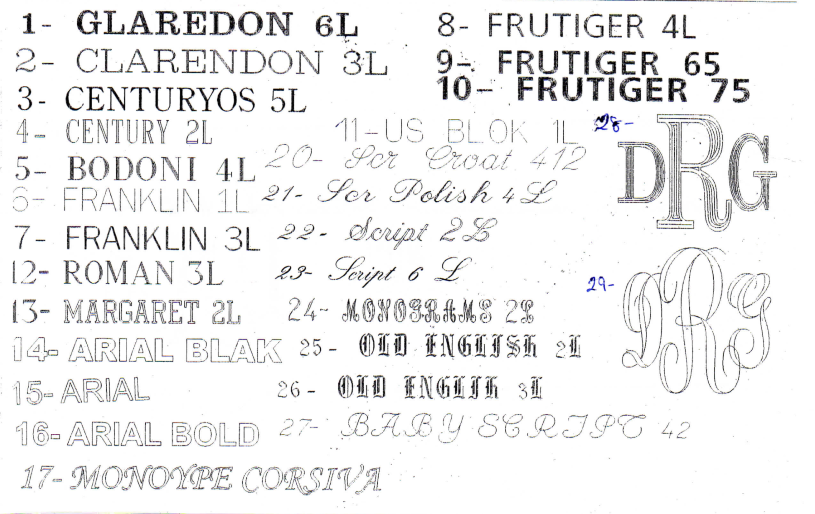 1- GLAREDON 6L
2- CLARENDON 3L
3- CENTURYOS 5L
4- CENTURY 2L
5- BODONI 4L
6- FRANKLIN 1L
7- FRANKLIN 3L
12- ROMAN 3L
13- MARGARET 2L
14- ARIAL BLAK
15- ARIAL
16- ARIAL BOLD
17- MONOYPE CORSIVA
8- FRUTIGER 4L
9- FRUTIGER 65
10- FRUTIGER 75
11-US BLOK 1L
20- Scr Croat 412
21- Scr Polish 4 L
22- Script 2L
23- Script 6 L
24- MONOGRAMS 2L
25- OLD ENGLISH 2L
26- OLD ENGLIH 3L
27- BABY SCRIPT 42
28-
DRG
29-
DRG